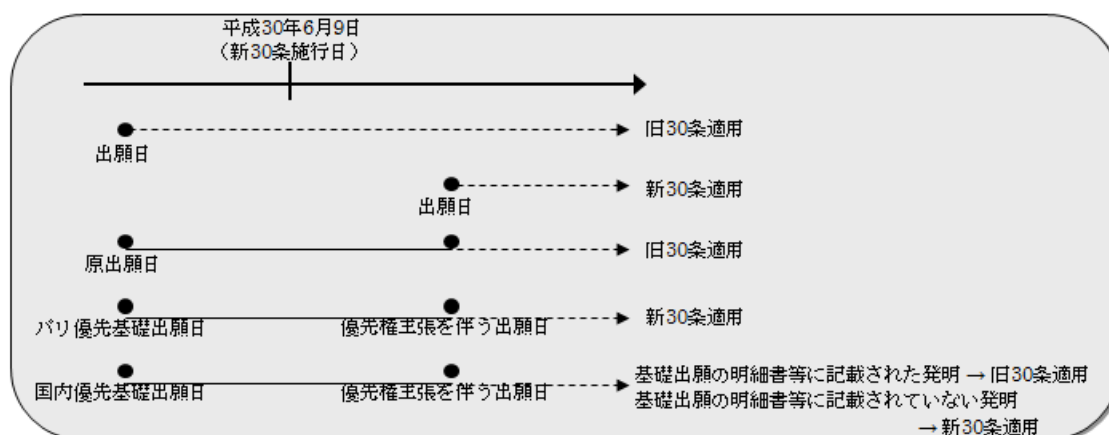 平成30年6月9日
（新30条施行日）
出願日
旧30条適用
出願日
新30条適用
原出願日
旧30条適用
パリ優先基礎出願日
優先権主張を伴う出願日
新30条適用
国内優先基礎出願日
優先権主張を伴う出願日
基礎出願の明細書等に記載された発明 → 旧30条適用
基礎出願の明細書等に記載されていない発明
→ 新30条適用